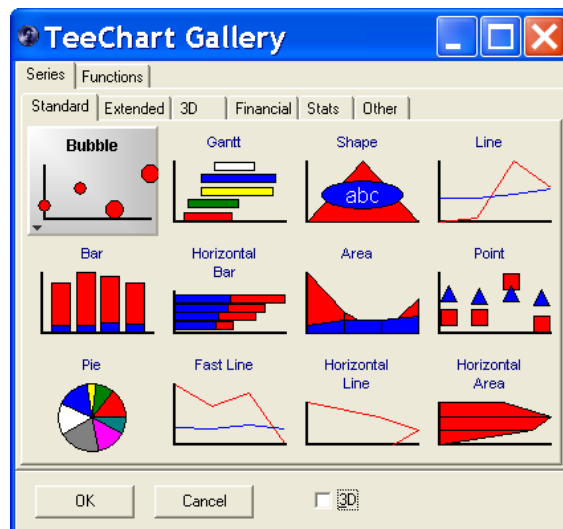 TeeChart Gallery
Series Functions
Standard Extended 3D Financial Stats Other
Bubble Gantt Shape Line
abc
Bar Horizontal Area Point
Bar
Pie Fast Line Horizontal Horizontal
Line Area
OK Cancel 3D